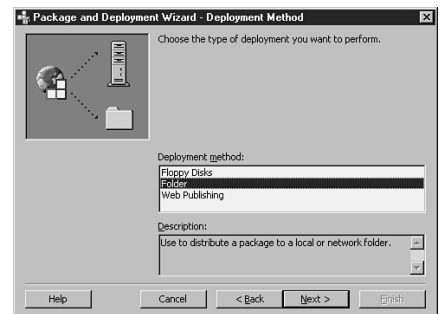 Package and Deployment Wizard - Deployment Method
Choose the type of deployment you want to perform.
Deployment method:
Floppy Disks
Folder
Web Publishing
Description:
Use to distribute a package to a local or network folder.
Help
Cancel
< Back
Next >
Finish